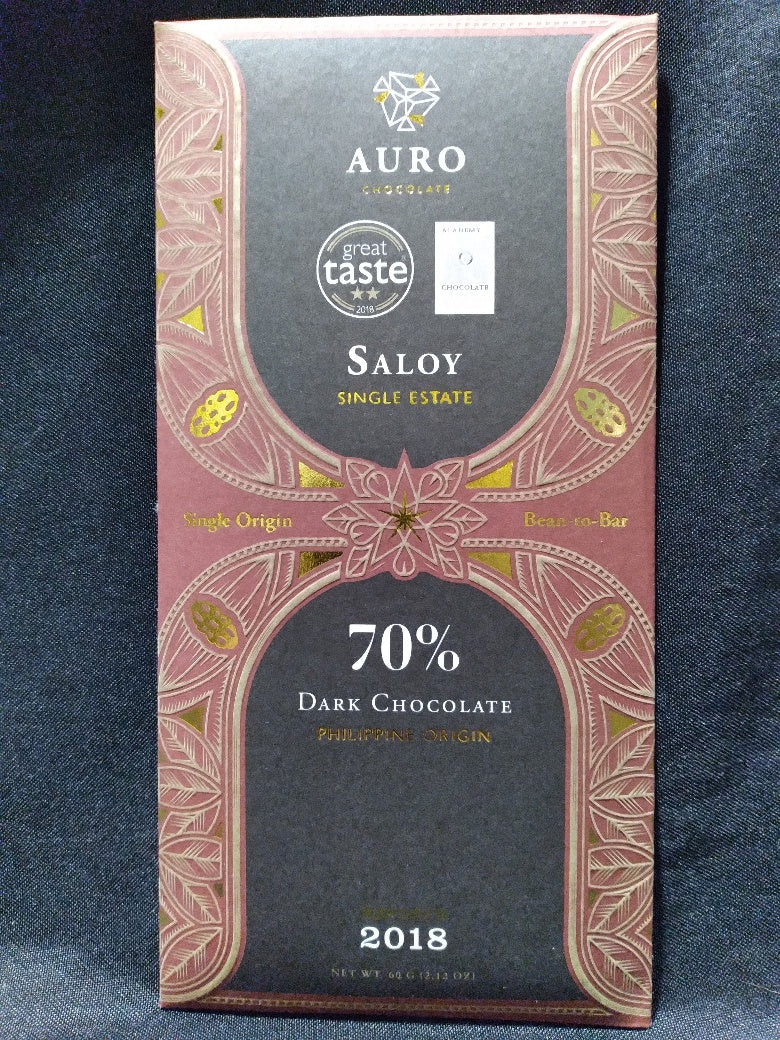 AURO
CHOCOLATE
great
taste
2018
ACADEMY
O
CHOCOLATE
SALOY
SINGLE ESTATE
Single Origin
Bean-to-Bar
70%
DARK CHOCOLATE
PHILIPPINE ORIGIN
2018
NET WT. 60 G (2.12 OZ)